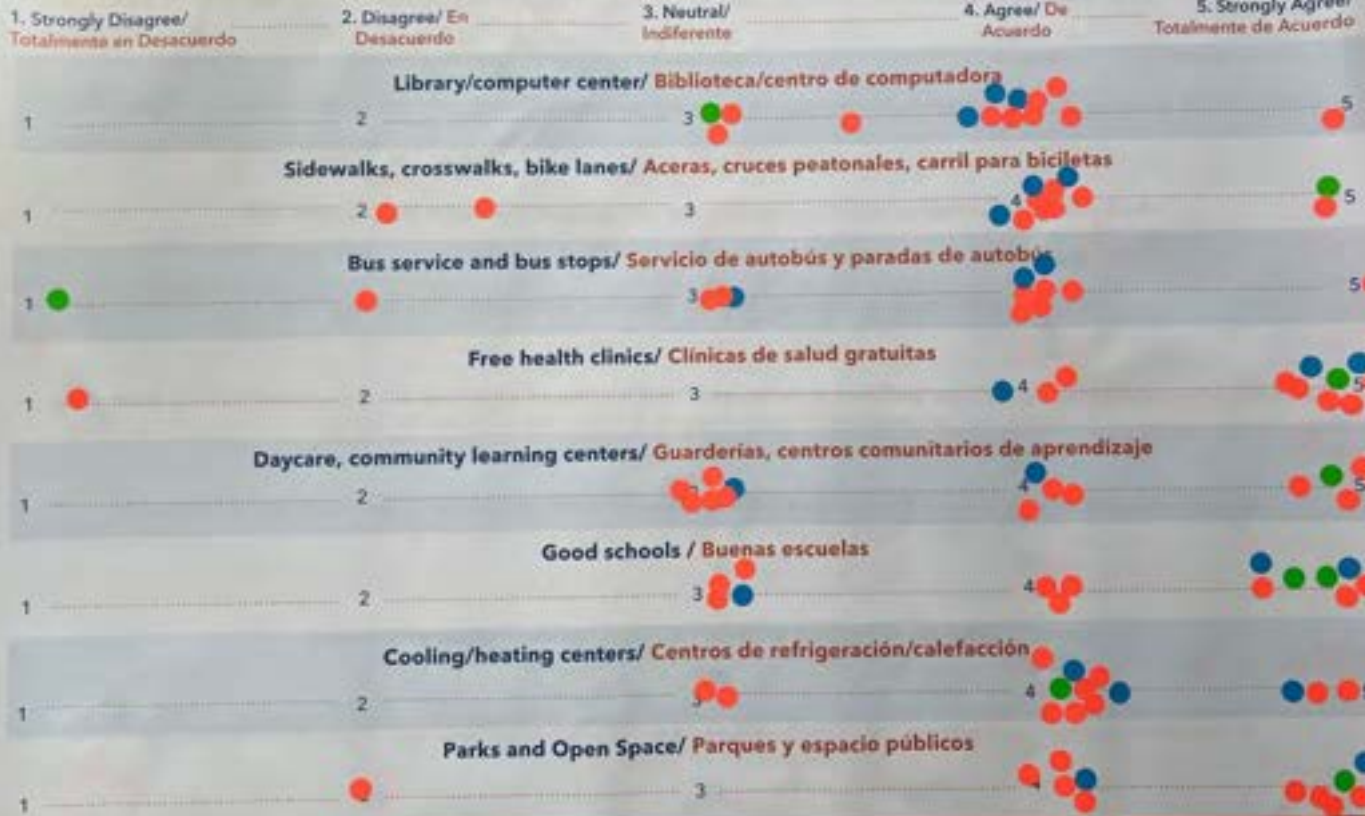 1. Strongly Disagree/ 2. Disagree/ En 3. Neutral/ 4. Agree/ De 5. Strongly Agree/
Totalmente en Desacuerdo Desacuerdo Indiferente Acuerdo Totalmente de Acuerdo
Library/computer center/ Biblioteca/centro de computadora
1 2 3 5
Sidewalks, crosswalks, bike lanes/ Aceras, cruces peatonales, carril para biciletas
1 2 3 4 5
Bus service and bus stops/ Servicio de autobús y paradas de autobús
1 3 5
Free health clinics/ Clínicas de salud gratuitas
1 2 3 4 5
Daycare, community learning centers/ Guarderías, centros comunitarios de aprendizaje
1 2 4 5
Good schools / Buenas escuelas
1 2 3 4
Cooling/heating centers/ Centros de refrigeración/calefacción
1 2 3 4
Parks and Open Space/ Parques y espacio públicos
1 2 3